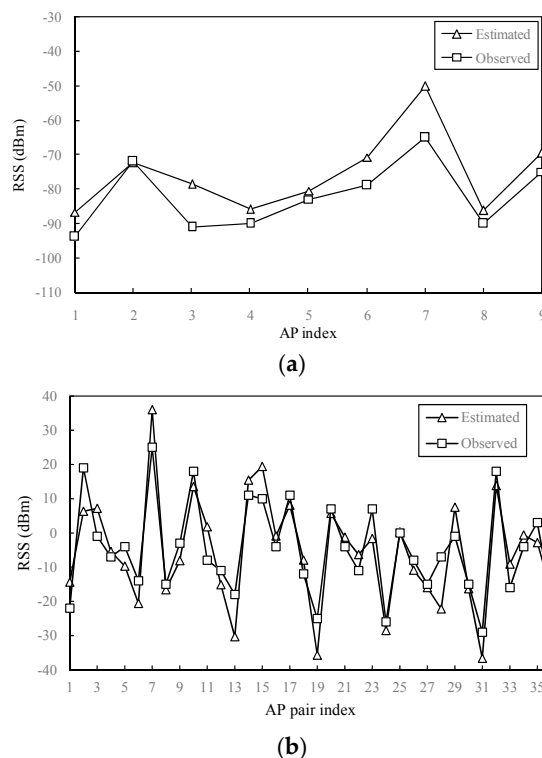 -30
-40
-50
-60
-70
-80
-90
-100
-110
RSS (dBm)
Estimated
Observed
1 2 3 4 5 6 7 8 9
AP index
(a)
40
30
20
10
0
-10
-20
-30
-40
RSS (dBm)
Estimated
Observed
1 3 5 7 9 11 13 15 17 19 21 23 25 27 29 31 33 35
AP pair index
(b)